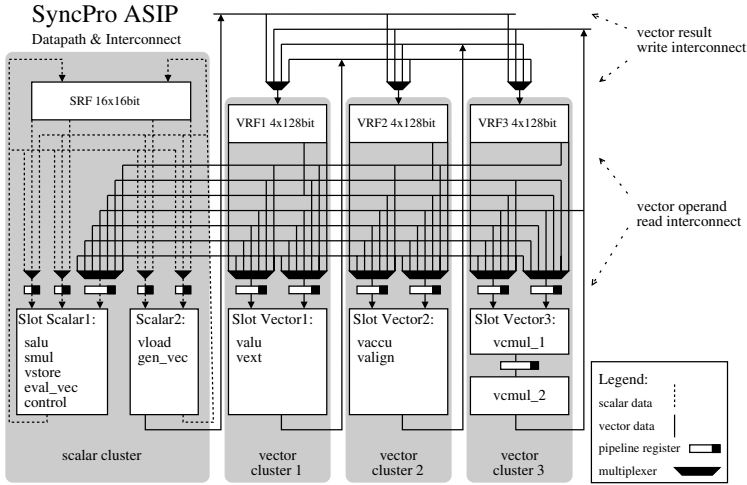 SyncPro ASIP
Datapath & Interconnect
vector result
write interconnect
SRF 16x16bit
VRF1 4x128bit
VRF2 4x128bit
VRF3 4x128bit
vector operand
read interconnect
Slot Scalar1:
salu
smul
vstore
eval_vec
control
Scalar2:
vload
gen_vec
Slot Vector1:
valu
vext
Slot Vector2:
vaccu
valign
Slot Vector3:
vcmul_1
vcmul_2
scalar cluster
vector
cluster 1
vector
cluster 2
vector
cluster 3
Legend:
scalar data
vector data
pipeline register
multiplexer